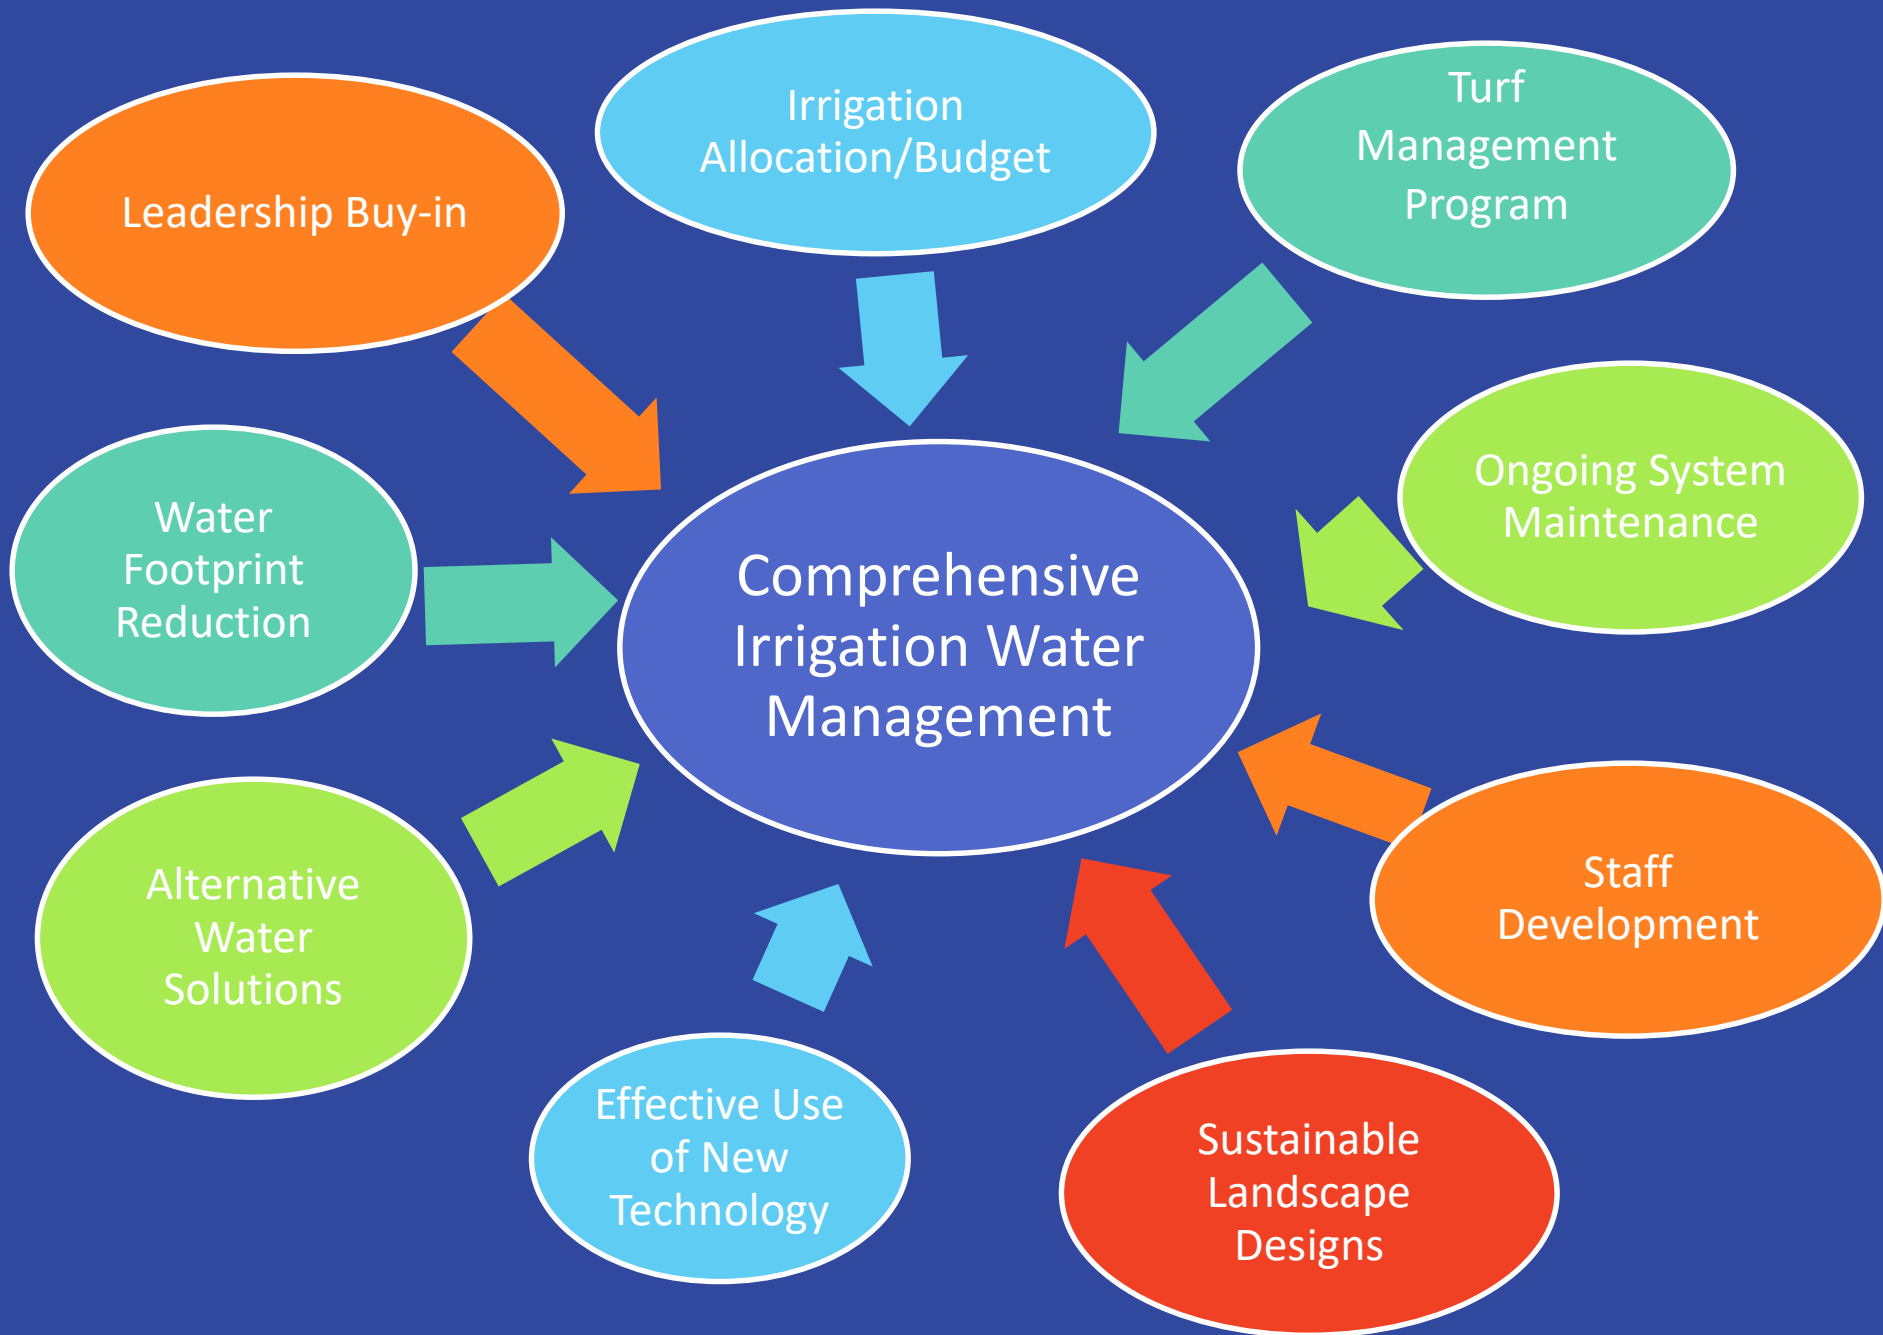 Irrigation
Allocation/Budget
Turf
Management
Program
Leadership Buy-in
Ongoing System
Maintenance
Water
Footprint
Reduction
Comprehensive
Irrigation Water
Management
Alternative
Water
Solutions
Staff
Development
Effective Use
of New
Technology
Sustainable
Landscape
Designs